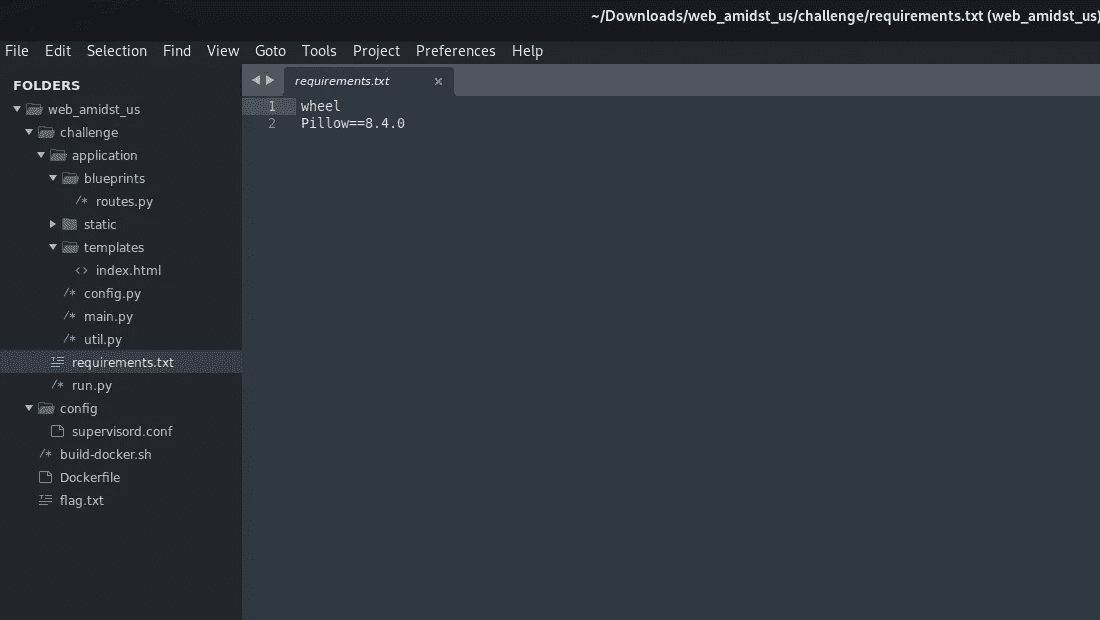 ~/Downloads/web_amidst_us/challenge/requirements.txt (web_amidst_us)
File Edit Selection Find View Goto Tools Project Preferences Help
FOLDERS
web_amidst_us
challenge
application
blueprints
/* routes.py
static
templates
<> index.html
/* config.py
/* main.py
/* util.py
requirements.txt
/* run.py
config
supervisord.conf
/* build-docker.sh
Dockerfile
flag.txt
requirements.txt ×
1 wheel
2 Pillow==8.4.0